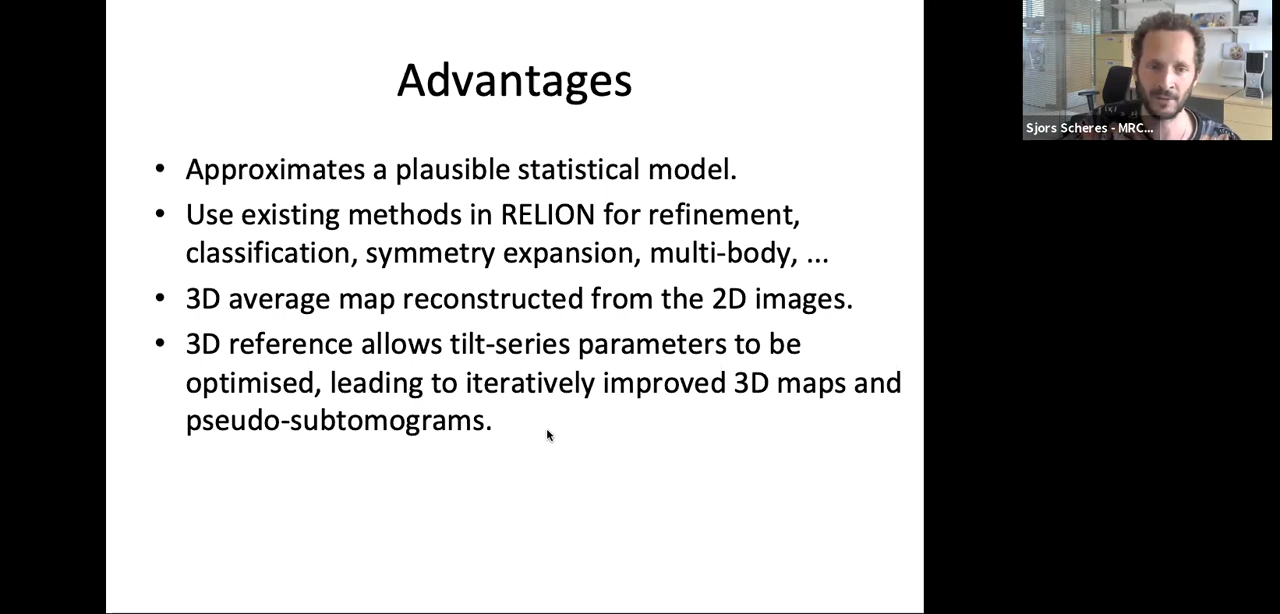 Advantages
• Approximates a plausible statistical model.
• Use existing methods in RELION for refinement,
classification, symmetry expansion, multi-body, ...
• 3D average map reconstructed from the 2D images.
• 3D reference allows tilt-series parameters to be
optimised, leading to iteratively improved 3D maps and
pseudo-subtomograms.
Sjors Scheres - MRC...